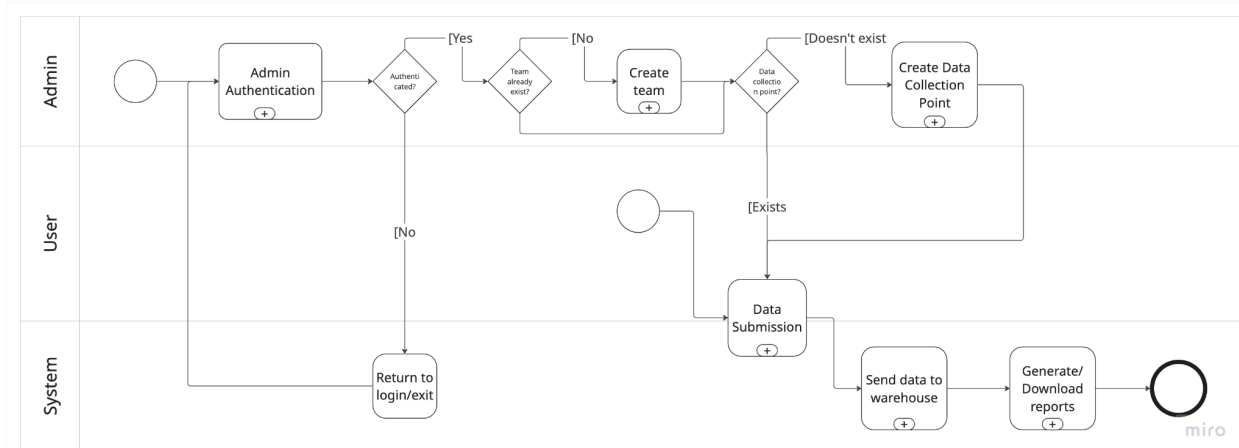 Admin
Admin
Authentication
Authenti
cated?
[Yes
Team
already
exist?
[No
Create
team
Data
collectio
n point?
[Doesn't exist
Create Data
Collection
Point
User
[No
[Exists
Data
Submission
System
Return to
login/exit
Send data to
warehouse
Generate/
Download
reports
miro